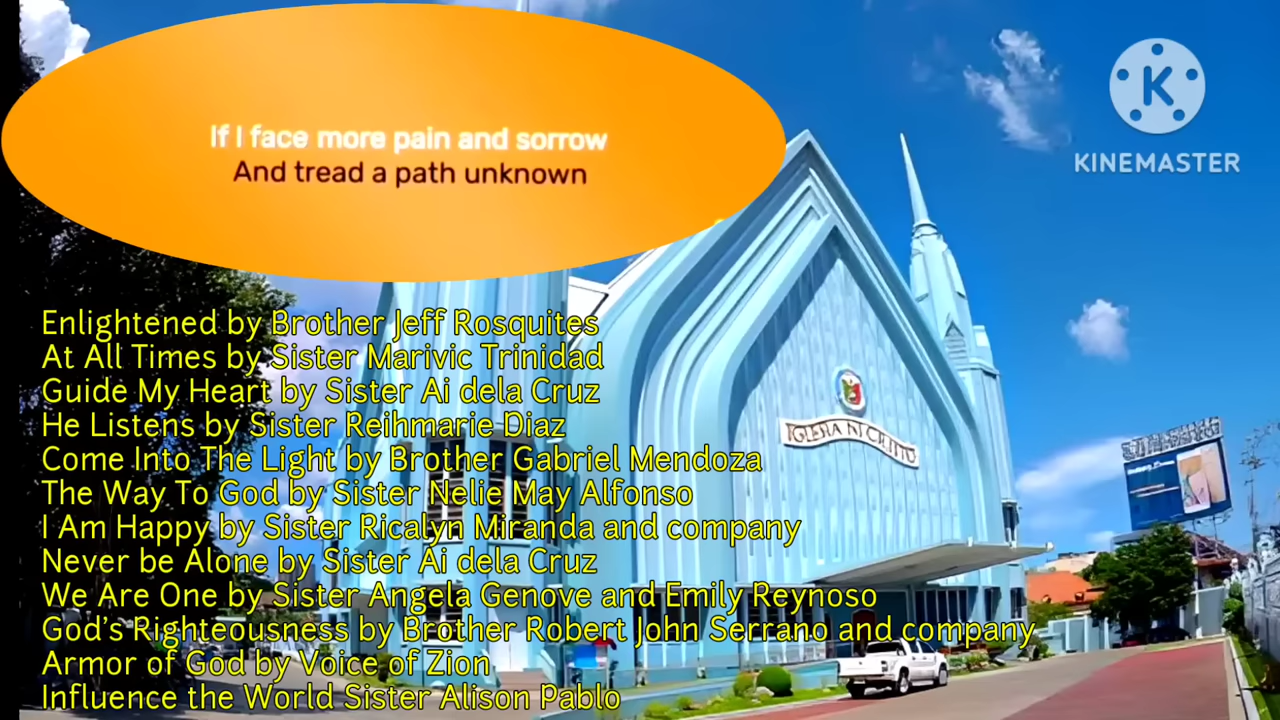 If I face more pain and sorrow
And tread a path unknown
KINEMASTER
IGLESIA NI CRISTO
Enlightened by Brother Jeff Rosquites
At All Times by Sister Marivic Trinidad
Guide My Heart by Sister Ai dela Cruz
He Listens by Sister Reihmarie Diaz
Come Into The Light by Brother Gabriel Mendoza
The Way To God by Sister Nelie May Alfonso
I Am Happy by Sister Ricalyn Miranda and company
Never be Alone by Sister Ai dela Cruz
We Are One by Sister Angela Genove and Emily Reynoso
God's Righteousness by Brother Robert John Serrano and company
Armor of God by Voice of Zion
Influence the World Sister Alison Pablo